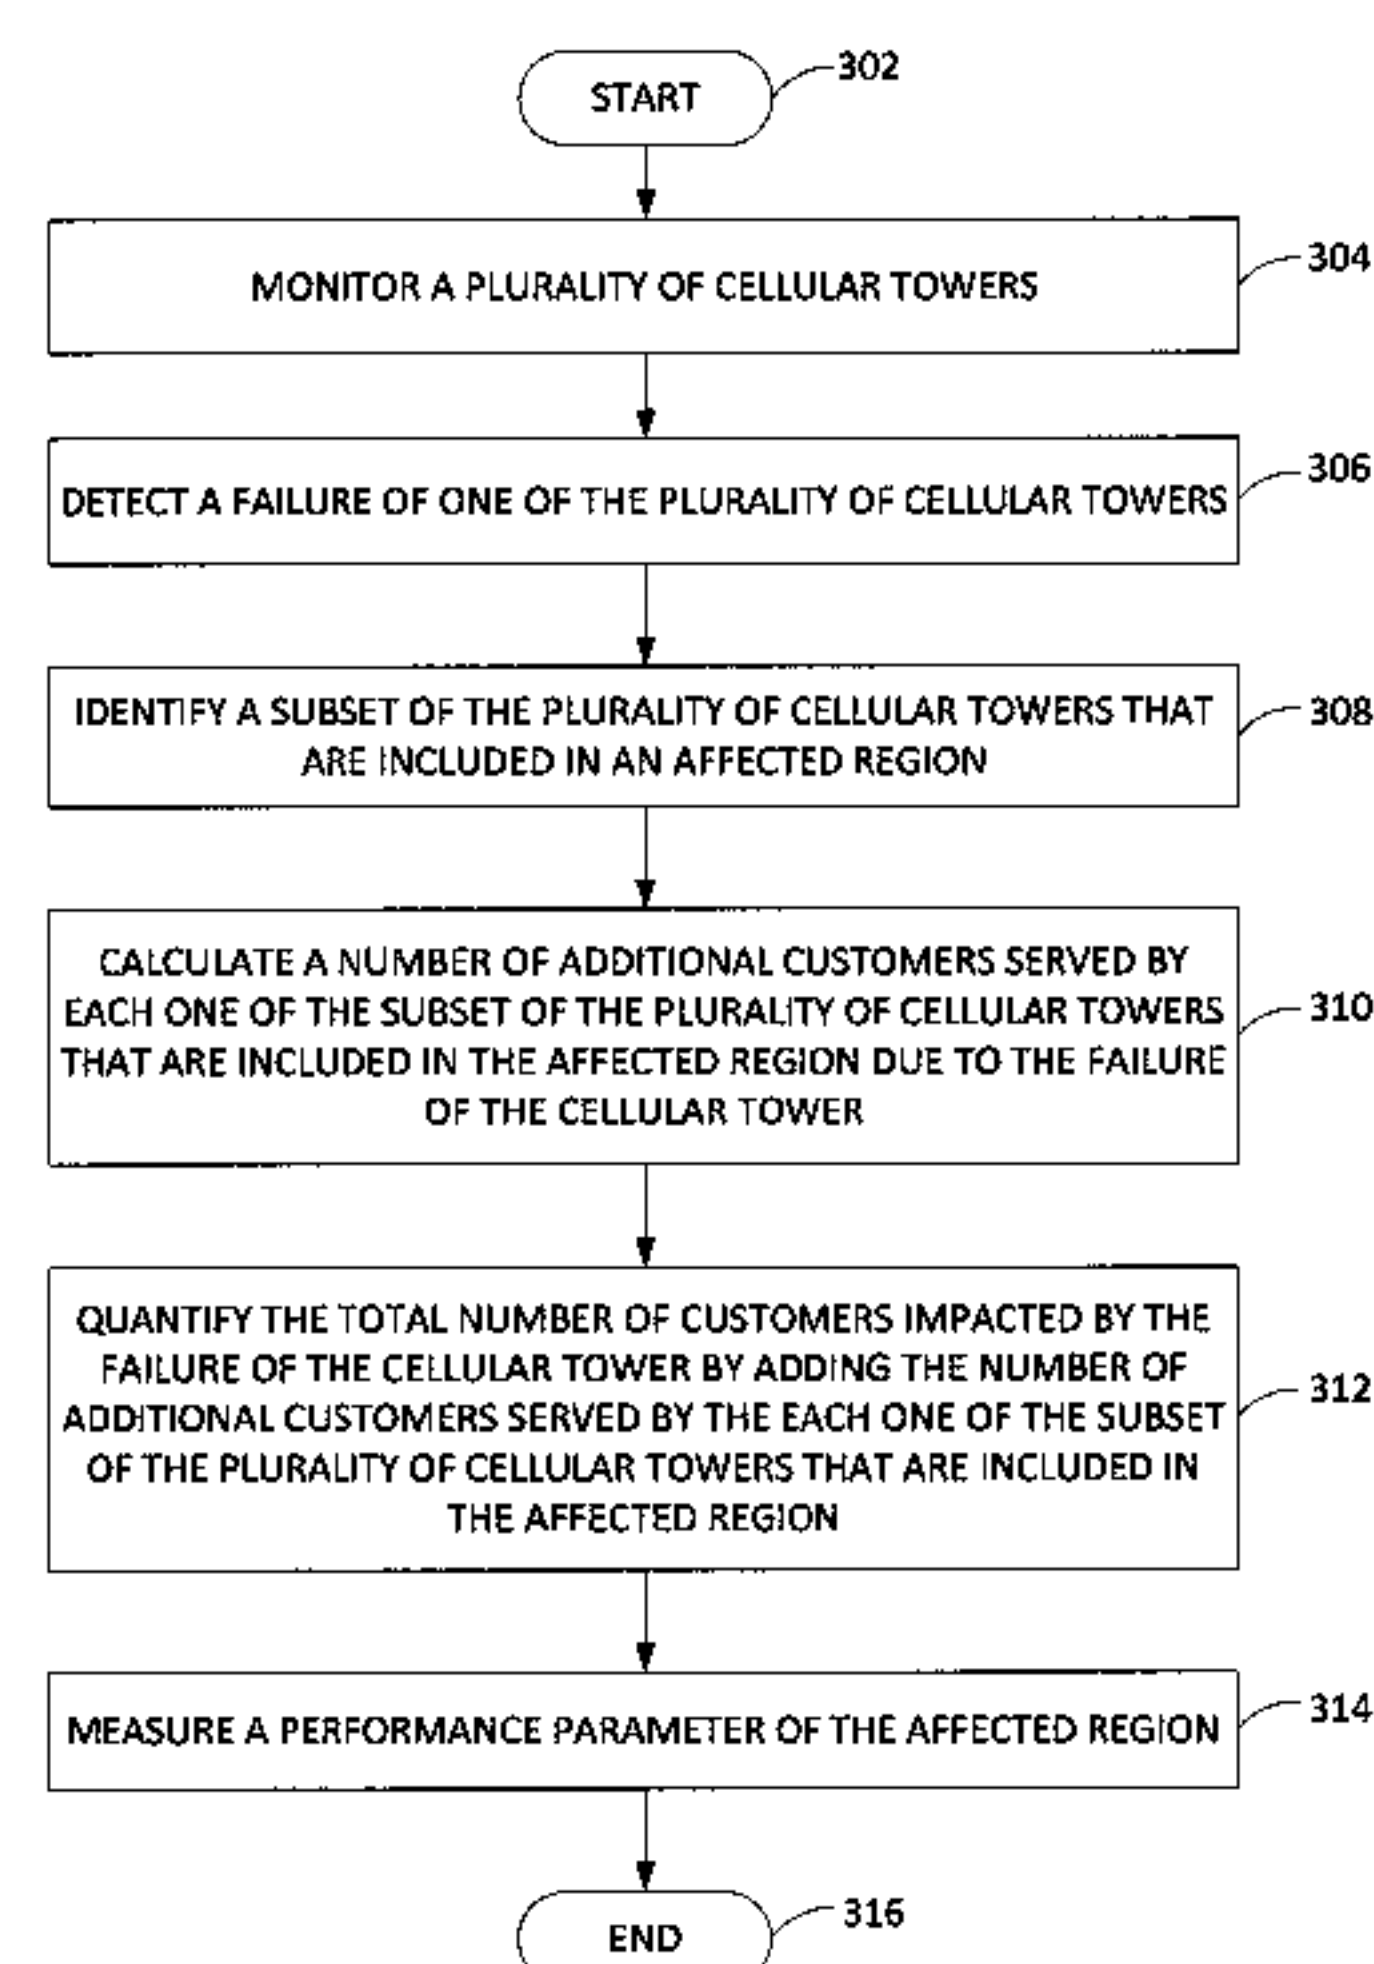 START
302
MONITOR A PLURALITY OF CELLULAR TOWERS
304
DETECT A FAILURE OF ONE OF THE PLURALITY OF CELLULAR TOWERS
306
IDENTIFY A SUBSET OF THE PLURALITY OF CELLULAR TOWERS THAT
ARE INCLUDED IN AN AFFECTED REGION
308
CALCULATE A NUMBER OF ADDITIONAL CUSTOMERS SERVED BY
EACH ONE OF THE SUBSET OF THE PLURALITY OF CELLULAR TOWERS
THAT ARE INCLUDED IN THE AFFECTED REGION DUE TO THE FAILURE
OF THE CELLULAR TOWER
310
QUANTIFY THE TOTAL NUMBER OF CUSTOMERS IMPACTED BY THE
FAILURE OF THE CELLULAR TOWER BY ADDING THE NUMBER OF
ADDITIONAL CUSTOMERS SERVED BY THE EACH ONE OF THE SUBSET
OF THE PLURALITY OF CELLULAR TOWERS THAT ARE INCLUDED IN
THE AFFECTED REGION
312
MEASURE A PERFORMANCE PARAMETER OF THE AFFECTED REGION
314
END
316